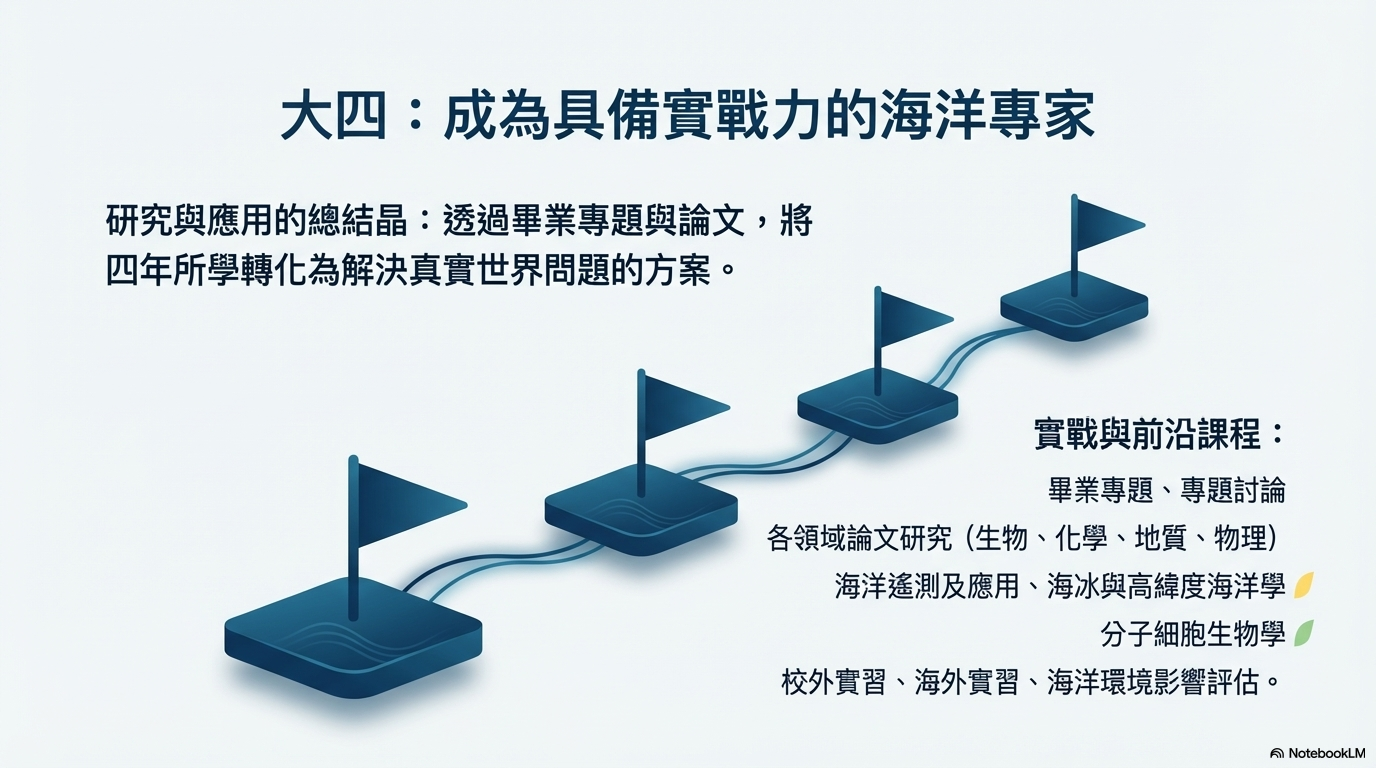 大四：成為具備實戰力的海洋專家
研究與應用的總結晶：透過畢業專題與論文，將
四年所學轉化為解決真實世界問題的方案。
實戰與前沿課程：
畢業專題、專題討論
各領域論文研究（生物、化學、地質、物理）
海洋遙測及應用、海冰與高緯度海洋學
分子細胞生物學
校外實習、海外實習、海洋環境影響評估。
NotebookLM